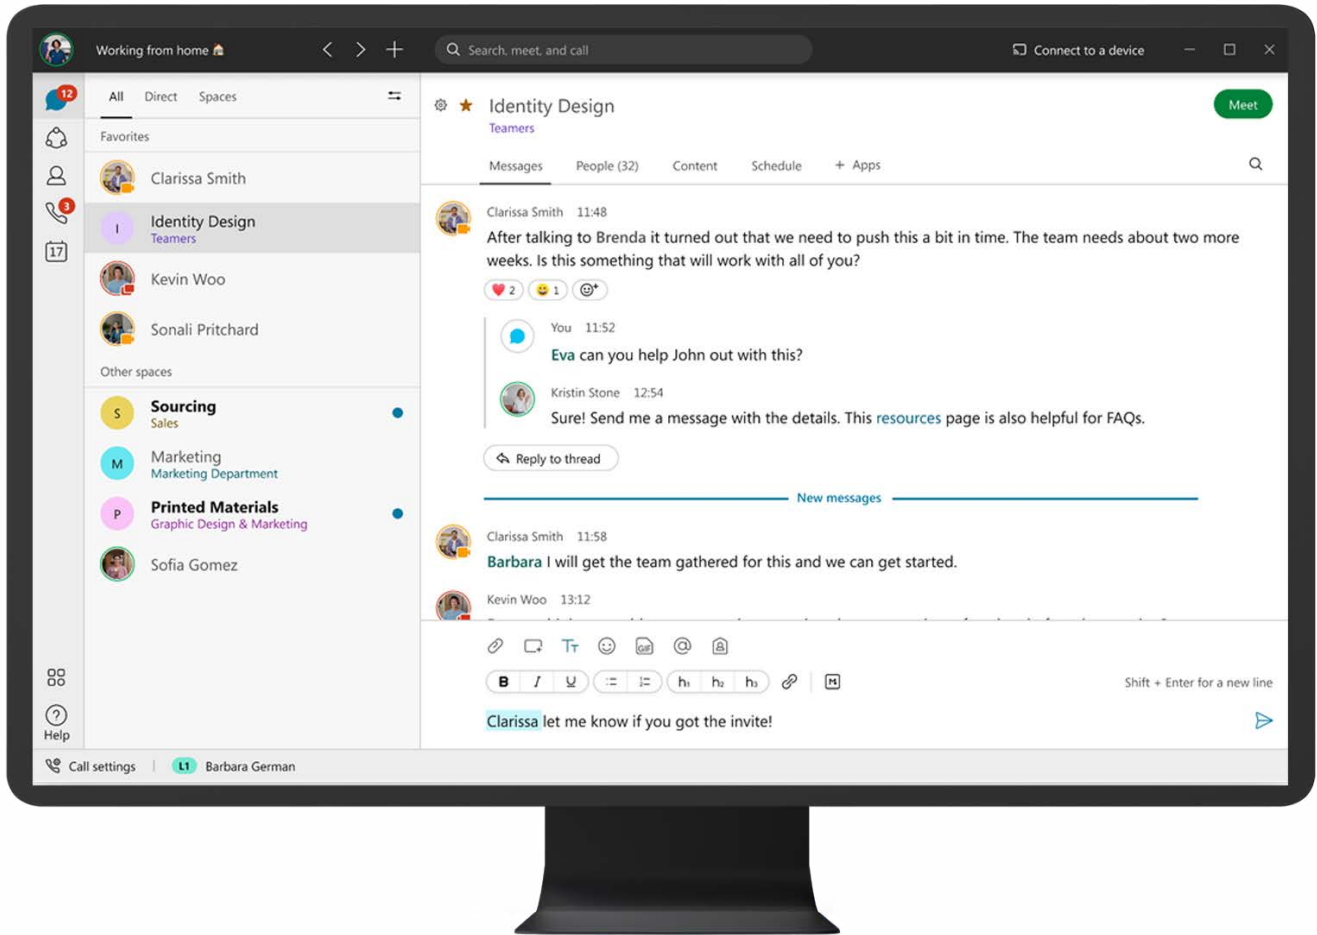 Working from home
Search, meet, and call
Connect to a device
12
3
17
Help
All
Direct
Spaces
Favorites
Clarissa Smith
I
Identity Design
Teamers
Kevin Woo
Sonali Pritchard
Other spaces
S
Sourcing
Sales
M
Marketing
Marketing Department
P
Printed Materials
Graphic Design & Marketing
Sofia Gomez
Identity Design
Teamers
Meet
Messages
People (32)
Content
Schedule
+ Apps
Clarissa Smith 11:48
After talking to Brenda it turned out that we need to push this a bit in time. The team needs about two more
weeks. Is this something that will work with all of you?
2
1
You 11:52
Eva can you help John out with this?
Kristin Stone 12:54
Sure! Send me a message with the details. This resources page is also helpful for FAQs.
Reply to thread
New messages
Clarissa Smith 11:58
Barbara I will get the team gathered for this and we can get started.
Kevin Woo 13:12
GIF
B I U h1 h2 h3 M
Shift + Enter for a new line
Clarissa let me know if you got the invite!
Call settings
L1 Barbara German